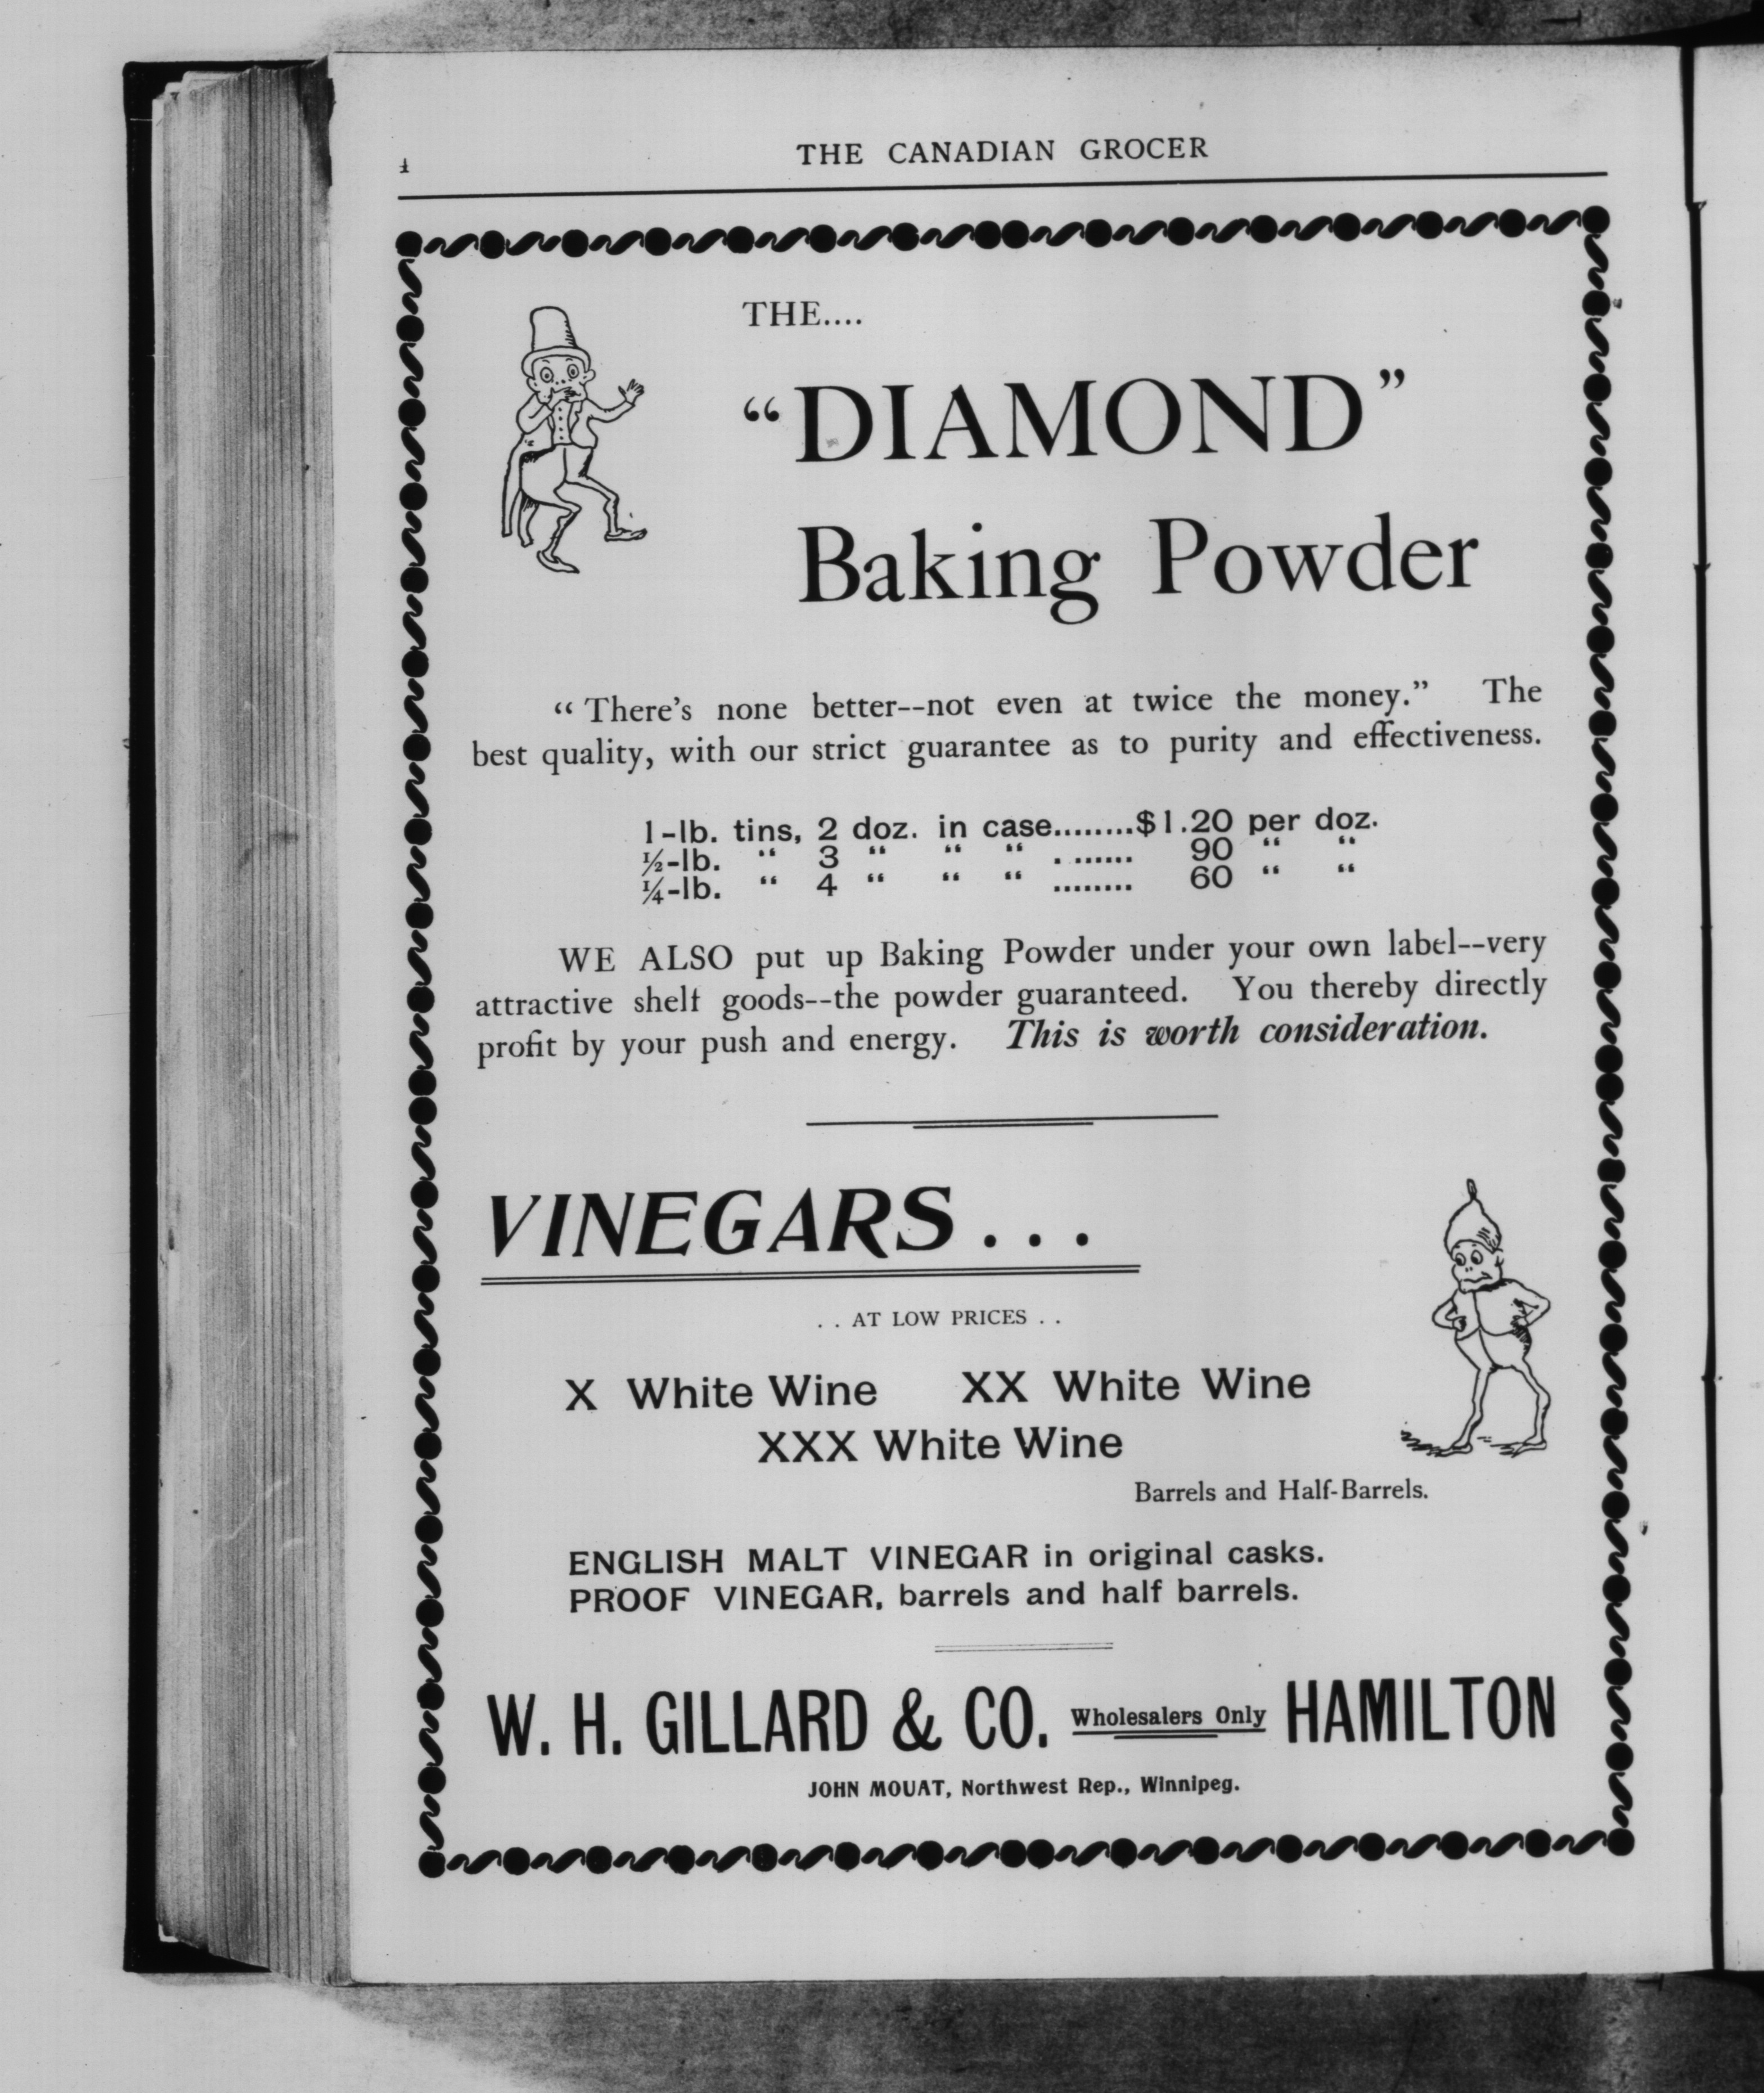 4
THE CANADIAN GROCER
THE....
“DIAMOND”
Baking Powder
“ There’s none better--not even at twice the money.” The
best quality, with our strict guarantee as to purity and effectiveness.
1-lb. tins, 2 doz. in case........$1.20 per doz.
½-lb. “ 3 “ “ “ . ...... 90 “ “
¼-lb. “ 4 “ “ “ ........ 60 “ “
WE ALSO put up Baking Powder under your own label--very
attractive shelf goods--the powder guaranteed. You thereby directly
profit by your push and energy. This is worth consideration.
VINEGARS...
. . AT LOW PRICES . .
X White Wine XX White Wine
XXX White Wine
Barrels and Half-Barrels.
ENGLISH MALT VINEGAR in original casks.
PROOF VINEGAR, barrels and half barrels.
W. H. GILLARD & CO. Wholesalers Only HAMILTON
JOHN MOUAT, Northwest Rep., Winnipeg.